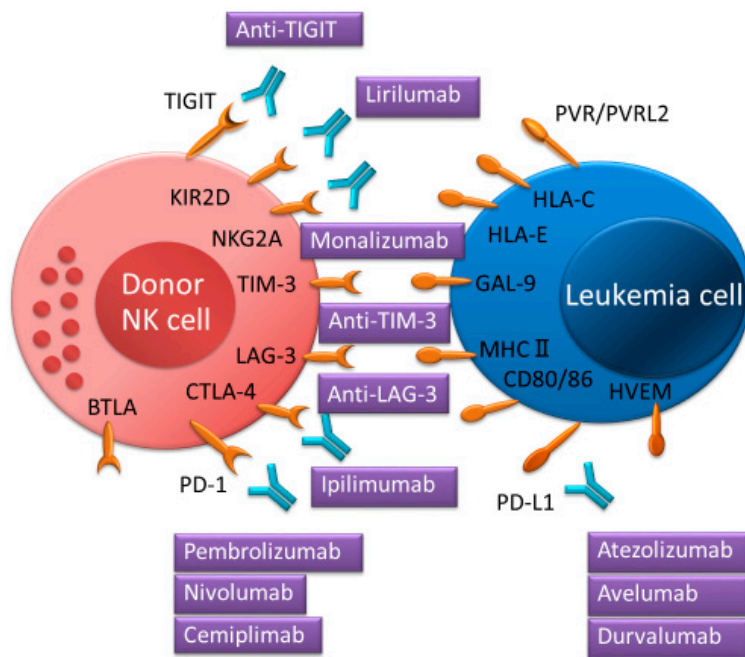 Anti-TIGIT
TIGIT
Lirilumab
PVR/PVRL2
KIR2D
HLA-C
NKG2A
Monalizumab
HLA-E
Donor
NK cell
TIM-3
GAL-9
Leukemia cell
Anti-TIM-3
LAG-3
MHC II
CTLA-4
Anti-LAG-3
CD80/86
HVEM
BTLA
PD-1
Ipilimumab
PD-L1
Pembrolizumab
Nivolumab
Cemiplimab
Atezolizumab
Avelumab
Durvalumab